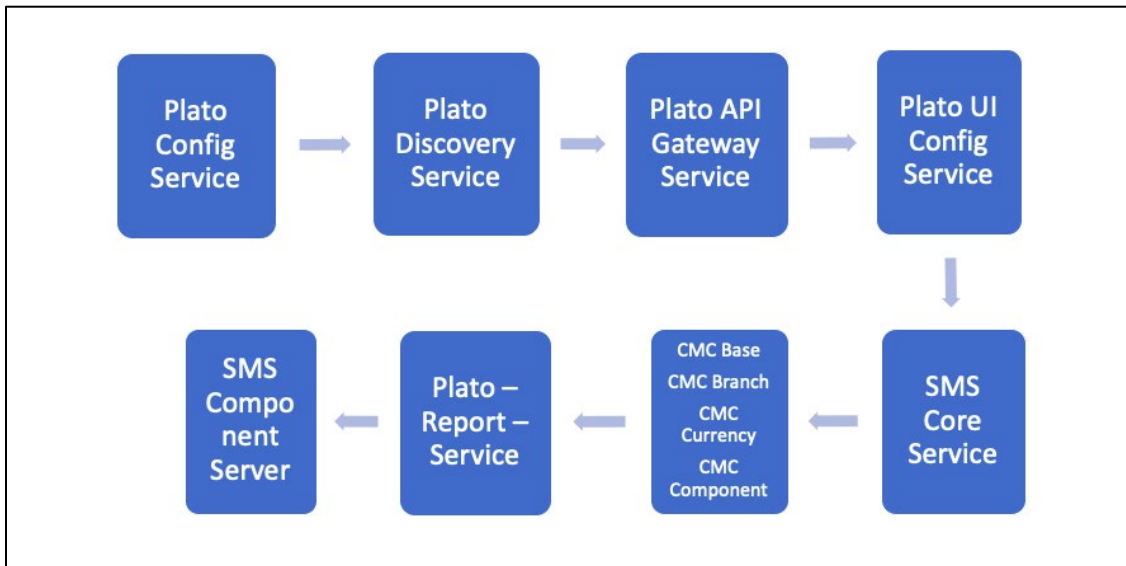 Plato
Config
Service
Plato
Discovery
Service
Plato API
Gateway
Service
Plato UI
Config
Service
SMS
Core
Service
CMC Base
CMC Branch
CMC
Currency
CMC
Component
Plato –
Report –
Service
SMS
Compo
nent
Server